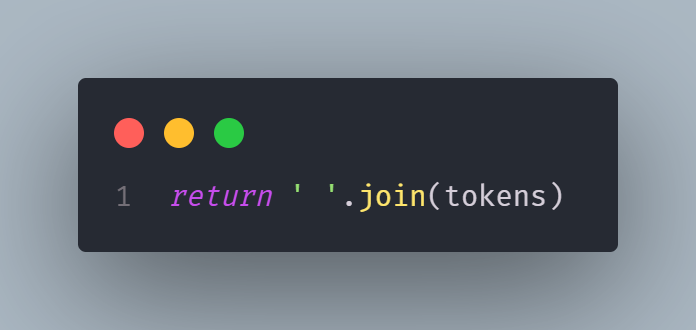 1 return ' '.join(tokens)